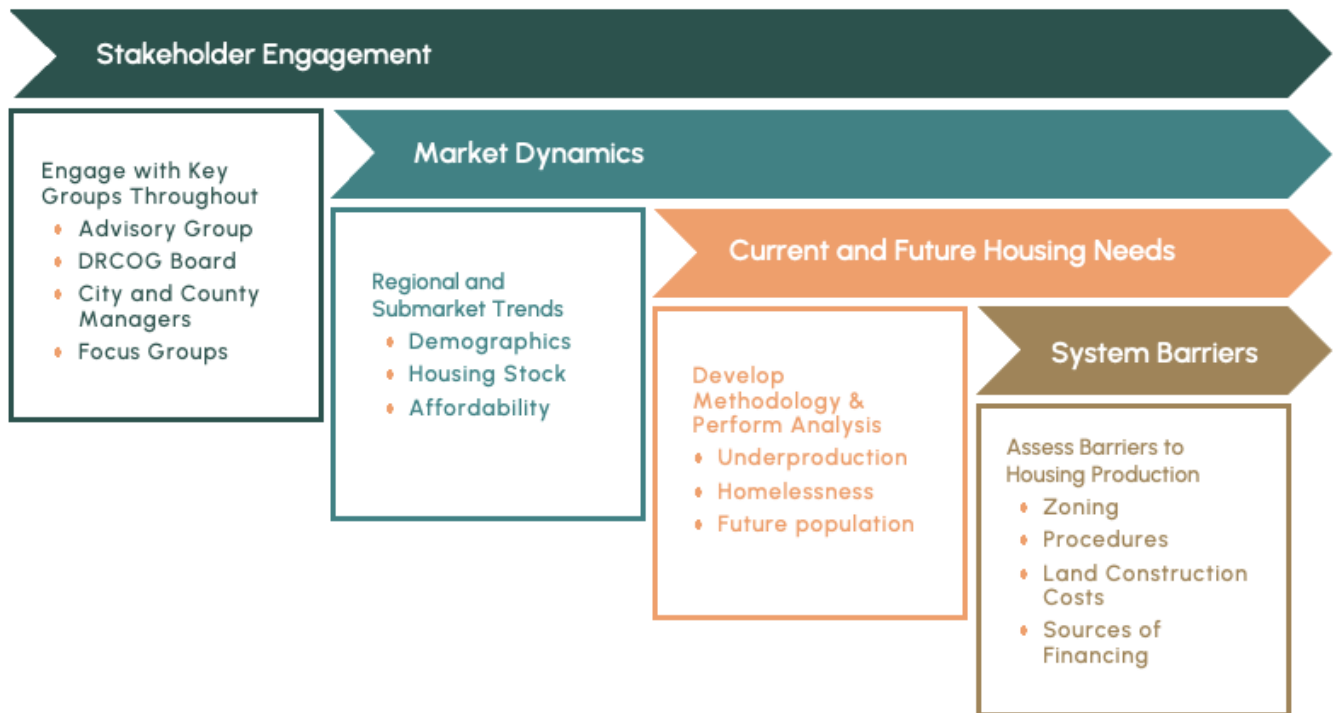 Stakeholder Engagement
Engage with Key
Groups Throughout
• Advisory Group
• DRCOG Board
• City and County
Managers
• Focus Groups
Market Dynamics
Regional and
Submarket Trends
• Demographics
• Housing Stock
• Affordability
Current and Future Housing Needs
Develop
Methodology &
Perform Analysis
• Underproduction
• Homelessness
• Future population
System Barriers
Assess Barriers to
Housing Production
• Zoning
• Procedures
• Land Construction
Costs
• Sources of
Financing